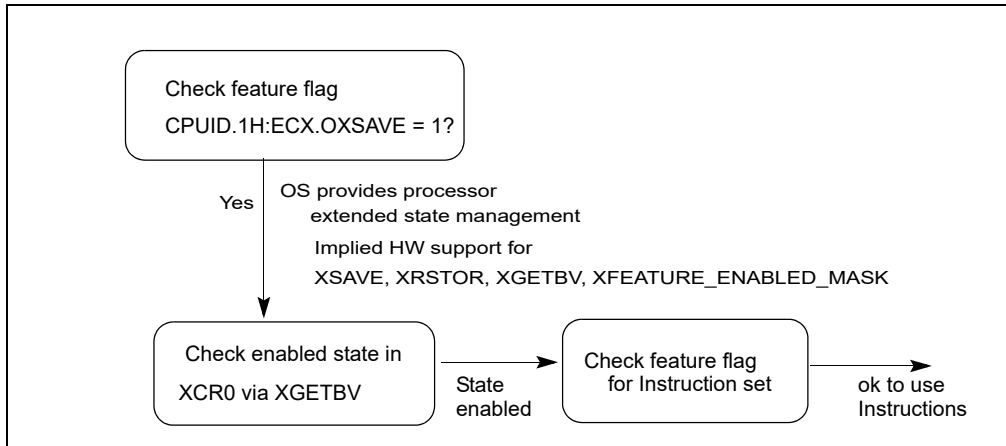 Check feature flag
CPUID.1H:ECX.OXSAVE = 1?
Yes
OS provides processor
extended state management
Implied HW support for
XSAVE, XRSTOR, XGETBV, XFEATURE_ENABLED_MASK
Check enabled state in
XCR0 via XGETBV
State
enabled
Check feature flag
for Instruction set
ok to use
Instructions